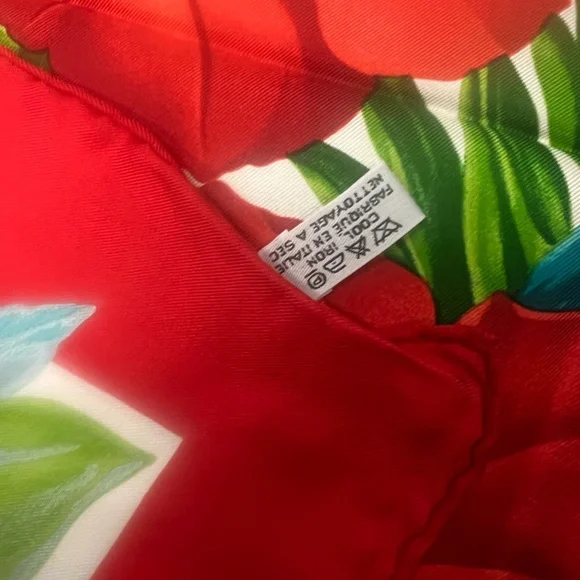 COOL IRON
FABRIQUE EN ITALIE
NETTOYAGE A SEC